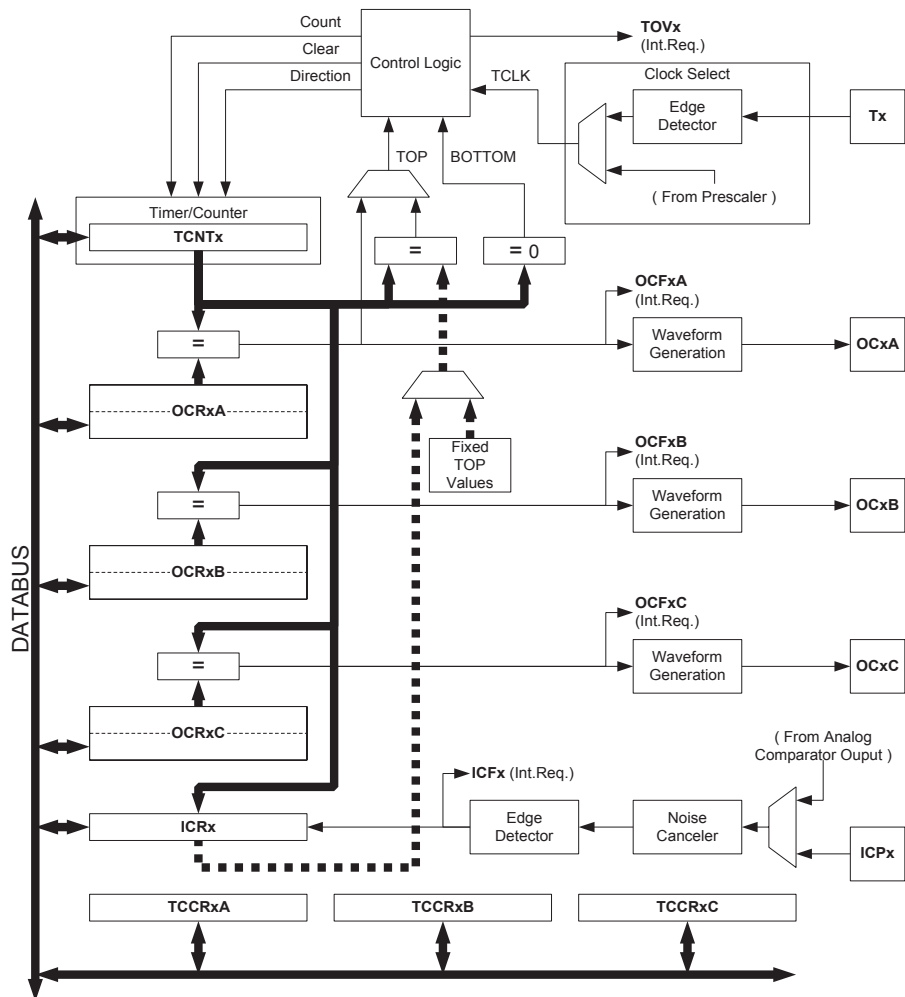 Count
TOVx
(Int.Req.)
Clear
Control Logic
Direction
TCLK
Clock Select
Edge
Detector
Tx
TOP
BOTTOM
( From Prescaler )
Timer/Counter
TCNTx
=
= 0
OCFxA
(Int.Req.)
=
Waveform
Generation
OCxA
OCRxA
Fixed
TOP
Values
OCFxB
(Int.Req.)
=
Waveform
Generation
OCxB
OCRxB
DATABUS
OCFxC
(Int.Req.)
=
Waveform
Generation
OCxC
OCRxC
( From Analog
Comparator Ouput )
ICFx (Int.Req.)
ICRx
Edge
Detector
Noise
Canceler
ICPx
TCCRxA
TCCRxB
TCCRxC